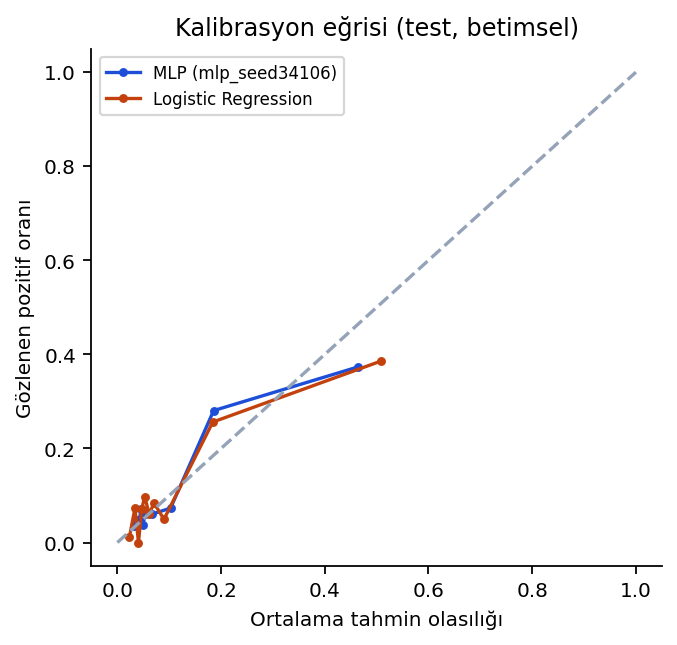 Kalibrasyon eğrisi (test, betimsel)
MLP (mlp_seed34106)
Logistic Regression
Gözlenen pozitif oranı
1.0
0.8
0.6
0.4
0.2
0.0
0.0 0.2 0.4 0.6 0.8 1.0
Ortalama tahmin olasılığı